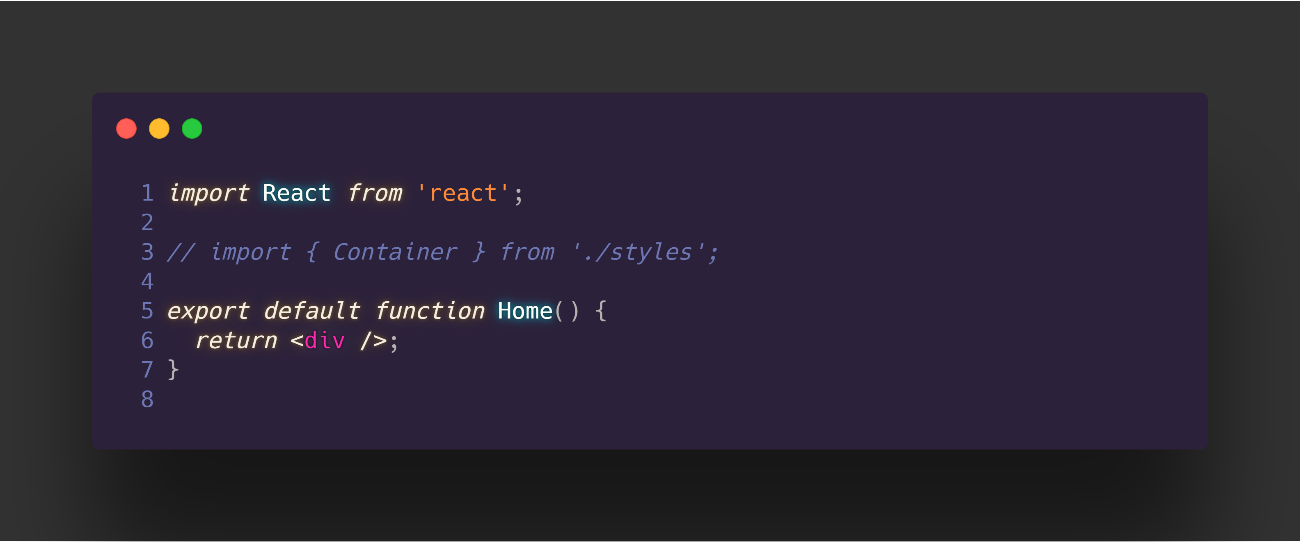 1 import React from 'react';
2
3 // import { Container } from './styles';
4
5 export default function Home() {
6   return <div />;
7 }
8